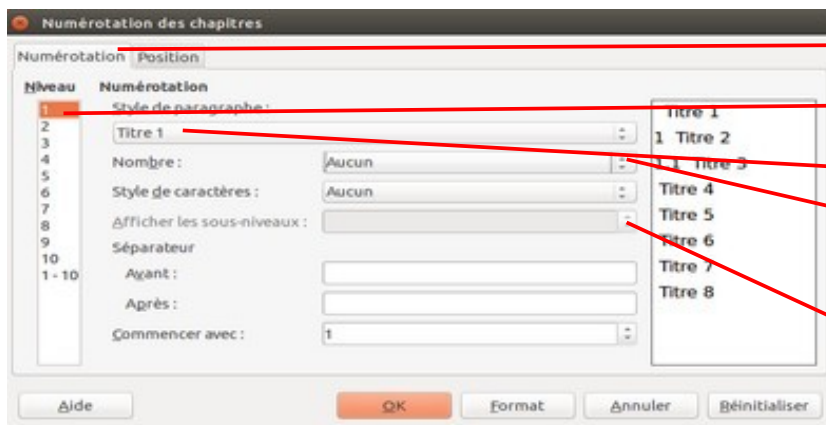 Numérotation des chapitres
Numérotation Position
Niveau Numérotation
1 Style de paragraphe :
2 Titre 1
3
4 Nombre : Aucun
5
6 Style de caractères : Aucun
7
8 Afficher les sous-niveaux :
9 Séparateur
10
1 - 10 Avant :
Après :
Commencer avec : 1
Titre 1
1 Titre 2
1.1 Titre 3
Titre 4
Titre 5
Titre 6
Titre 7
Titre 8
Aide OK Format Annuler Réinitialiser